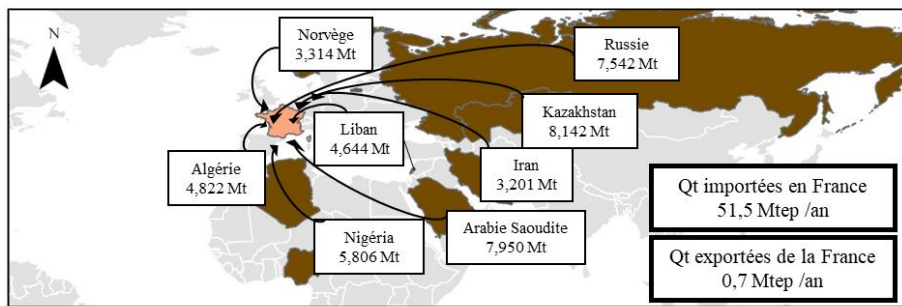 N
Norvège
3,314 Mt
Russie
7,542 Mt
Kazakhstan
8,142 Mt
Liban
4,644 Mt
Iran
3,201 Mt
Algérie
4,822 Mt
Nigéria
5,806 Mt
Arabie Saoudite
7,950 Mt
Qt importées en France
51,5 Mtep /an
Qt exportées de la France
0,7 Mtep /an